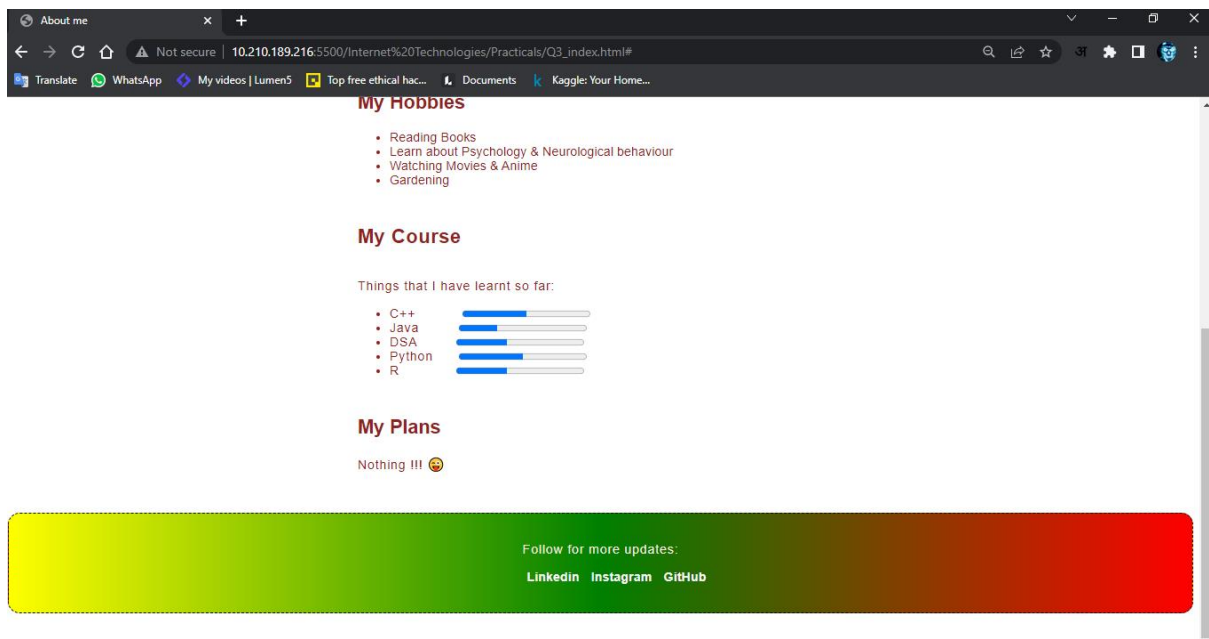 About me
Not secure | 10.210.189.216:5500/Internet%20Technologies/Practicals/Q3_index.html#
अ
Translate WhatsApp My videos | Lumen5 Top free ethical hac... Documents k Kaggle: Your Home...
My Hobbies
• Reading Books
• Learn about Psychology & Neurological behaviour
• Watching Movies & Anime
• Gardening
My Course
Things that I have learnt so far:
• C++
• Java
• DSA
• Python
• R
My Plans
Nothing !!! 😜
Follow for more updates:
Linkedin Instagram GitHub